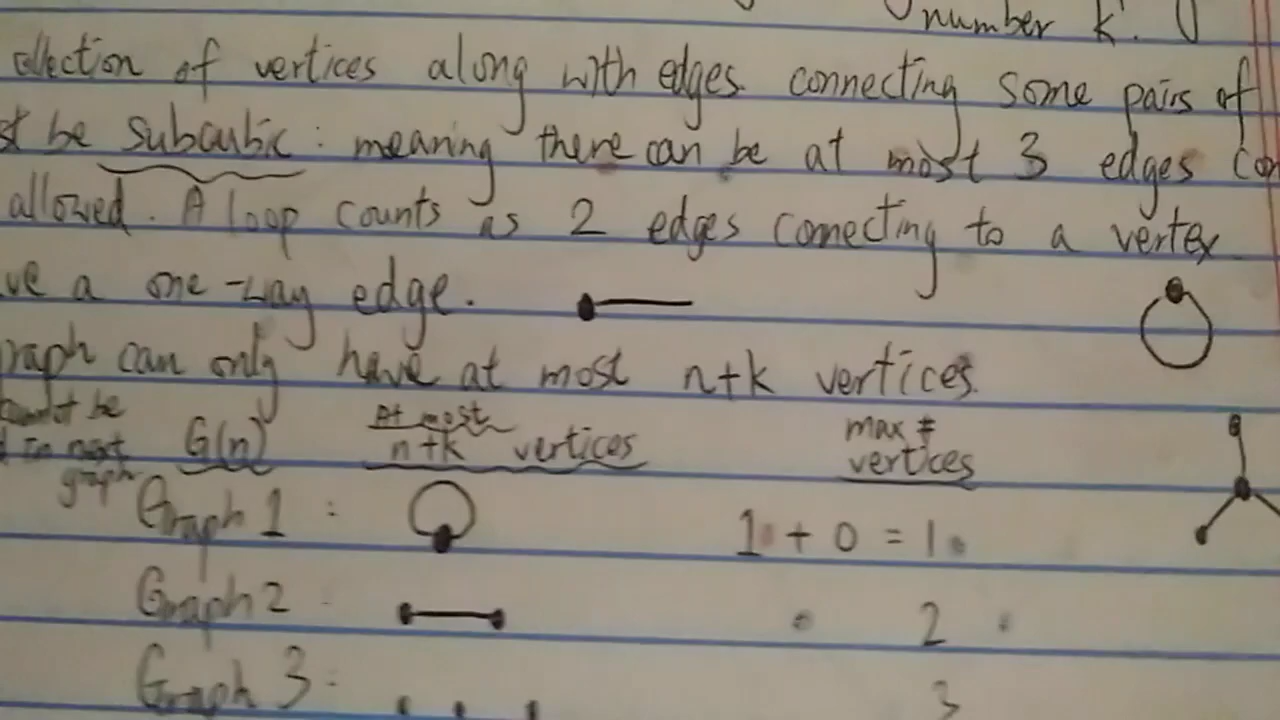 number k.
ollection of vertices along with edges connecting some pairs of
st be subcubic : meaning there can be at most 3 edges con
allowed. A loop counts as 2 edges connecting to a vertex
ve a one-way edge.
raph can only have at most n+k vertices.
G(n) At most n+k vertices max # vertices
graph
Graph 1 : 1 + 0 = 1
Graph 2 2
Graph 3 : 3